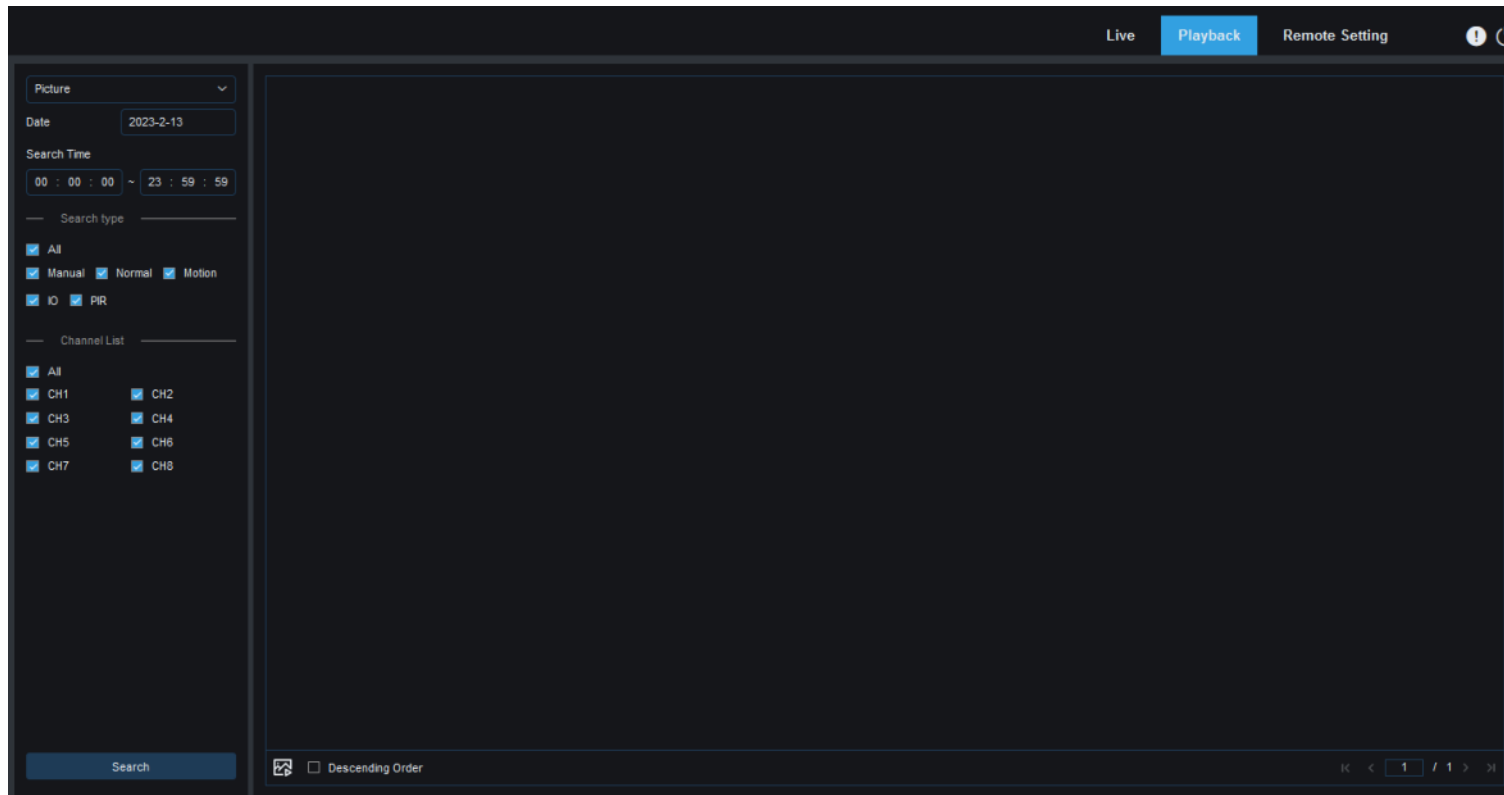 Live Playback Remote Setting
Picture
Date 2023-2-13
Search Time
00 : 00 : 00 ~ 23 : 59 : 59
Search type
All
Manual Normal Motion
IO PIR
Channel List
All
CH1 CH2
CH3 CH4
CH5 CH6
CH7 CH8
Search
Descending Order
1 / 1